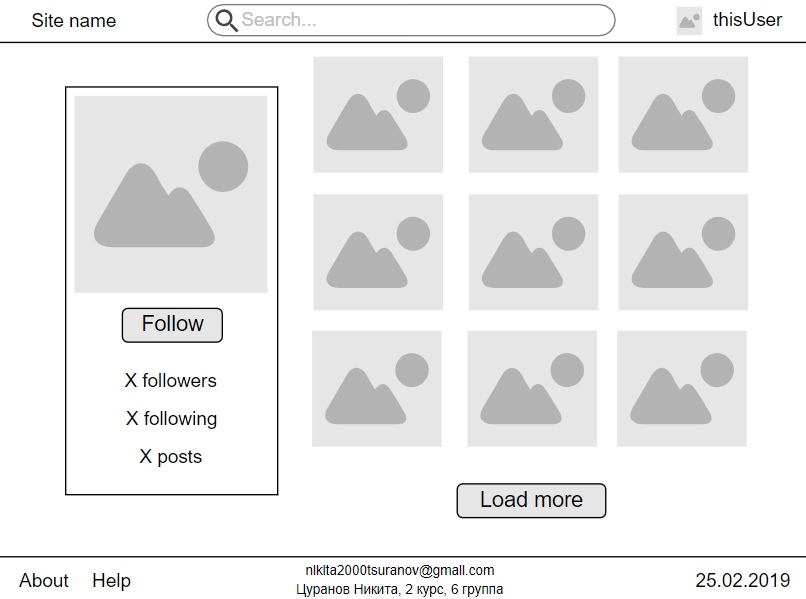 Site name
Search...
thisUser
Follow
X followers
X following
X posts
Load more
About
Help
nikita2000tsuranov@gmail.com
Цуранов Никита, 2 курс, 6 группа
25.02.2019